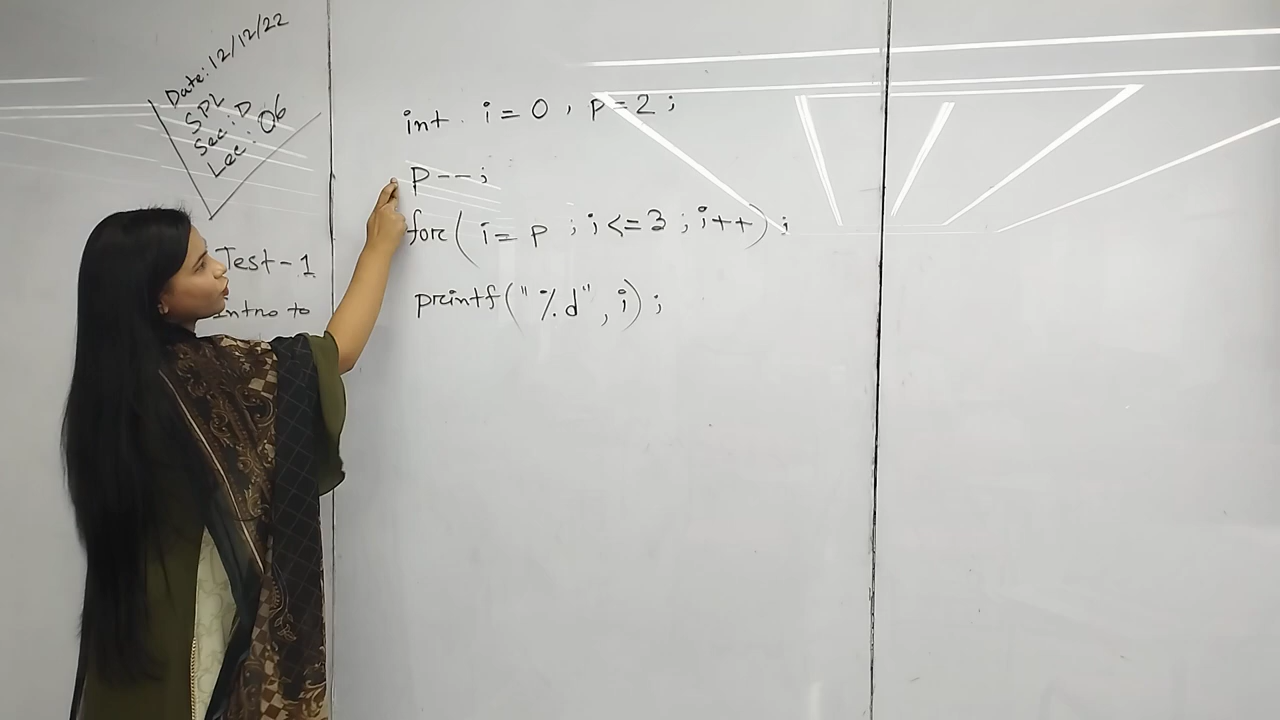 Date: 12/12/22
SPL
Sec: D
Lec: 06
Test-1
Intro to
int i = 0, p = 2;
p--;
for(i = p; i <= 3; i++);
printf("%d", i);